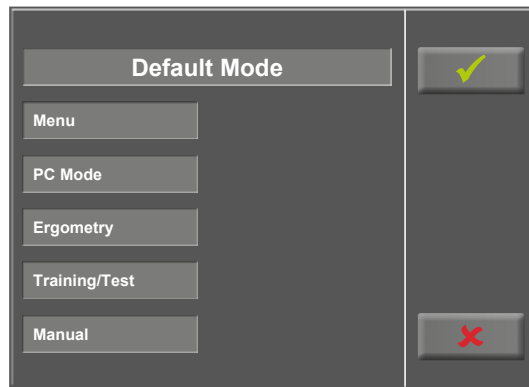 Default Mode
Menu
PC Mode
Ergometry
Training/Test
Manual